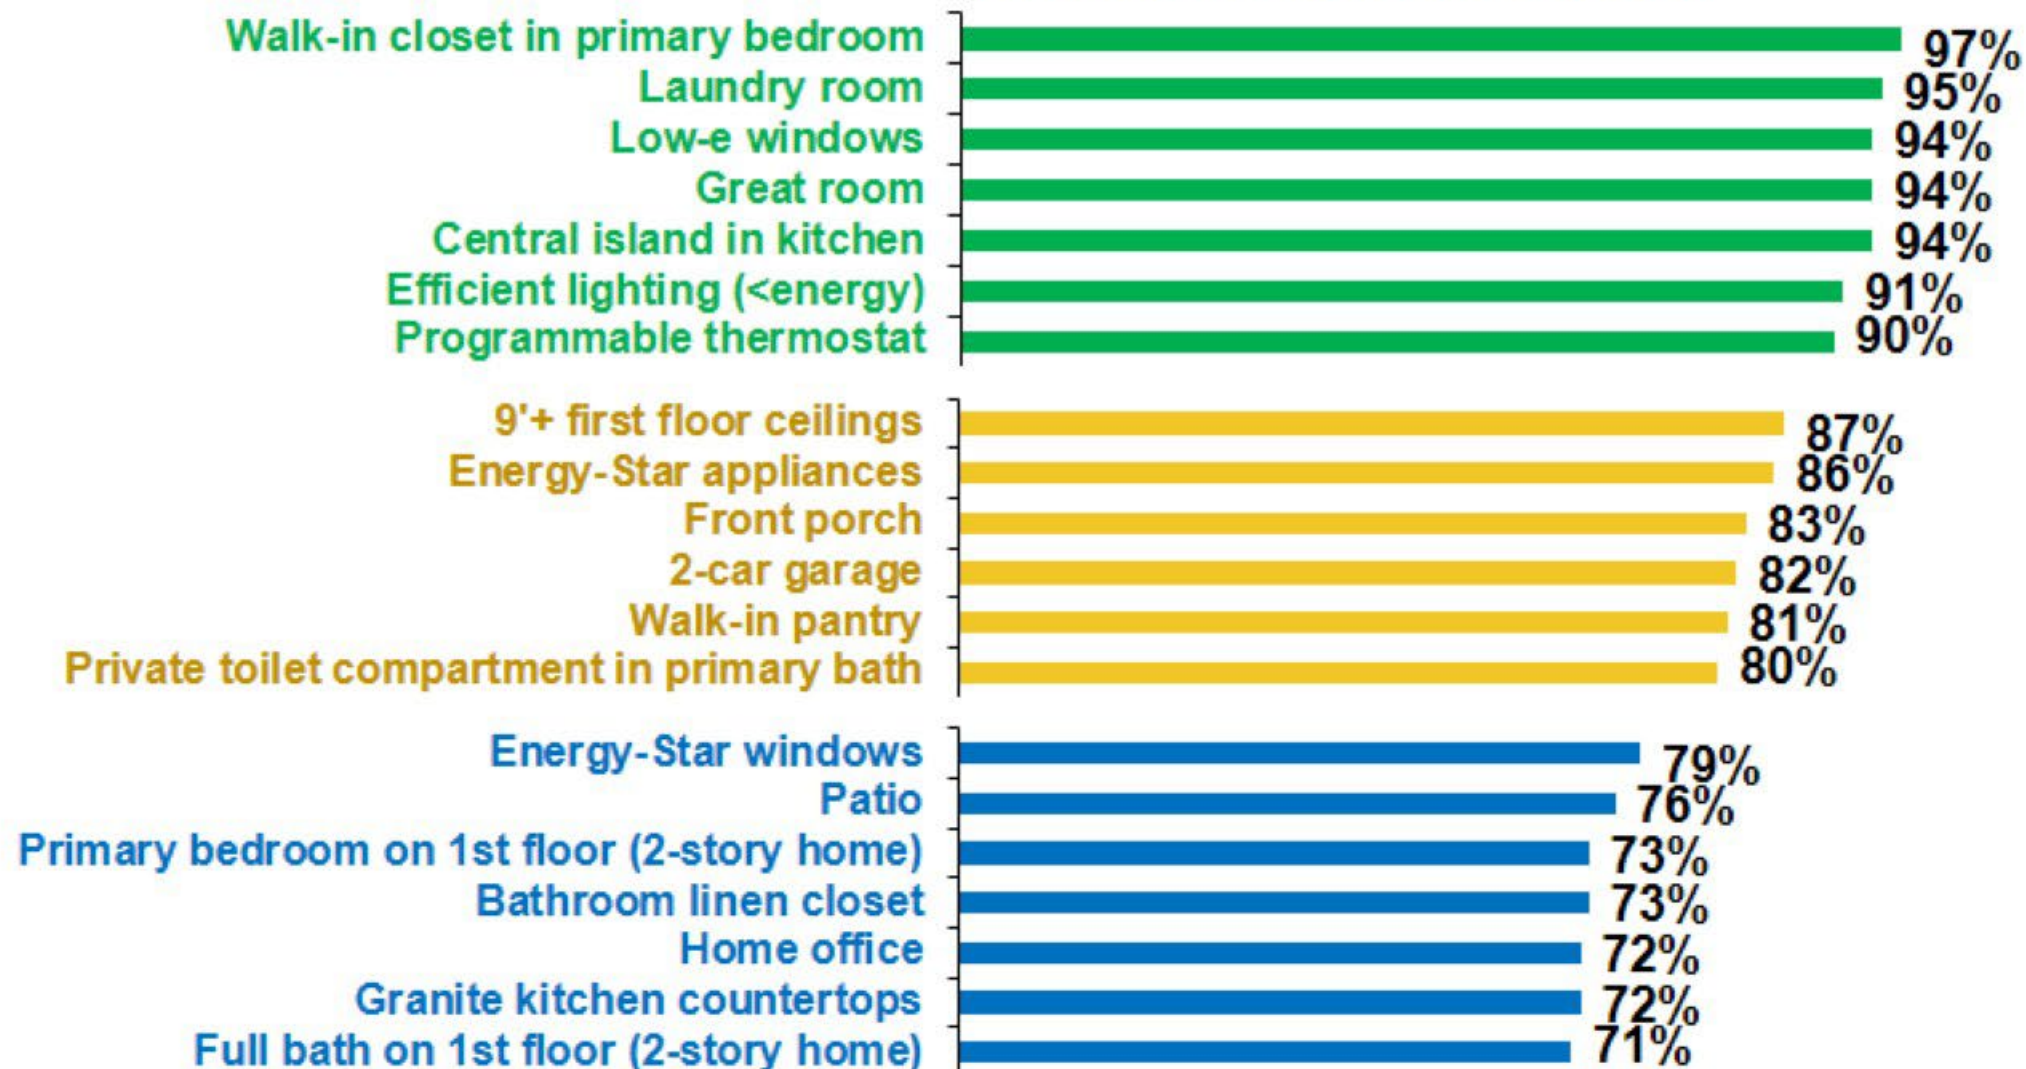 Walk-in closet in primary bedroom 97%
Laundry room 95%
Low-e windows 94%
Great room 94%
Central island in kitchen 94%
Efficient lighting (<energy) 91%
Programmable thermostat 90%
9'+ first floor ceilings 87%
Energy-Star appliances 86%
Front porch 83%
2-car garage 82%
Walk-in pantry 81%
Private toilet compartment in primary bath 80%
Energy-Star windows 79%
Patio 76%
Primary bedroom on 1st floor (2-story home) 73%
Bathroom linen closet 73%
Home office 72%
Granite kitchen countertops 72%
Full bath on 1st floor (2-story home) 71%